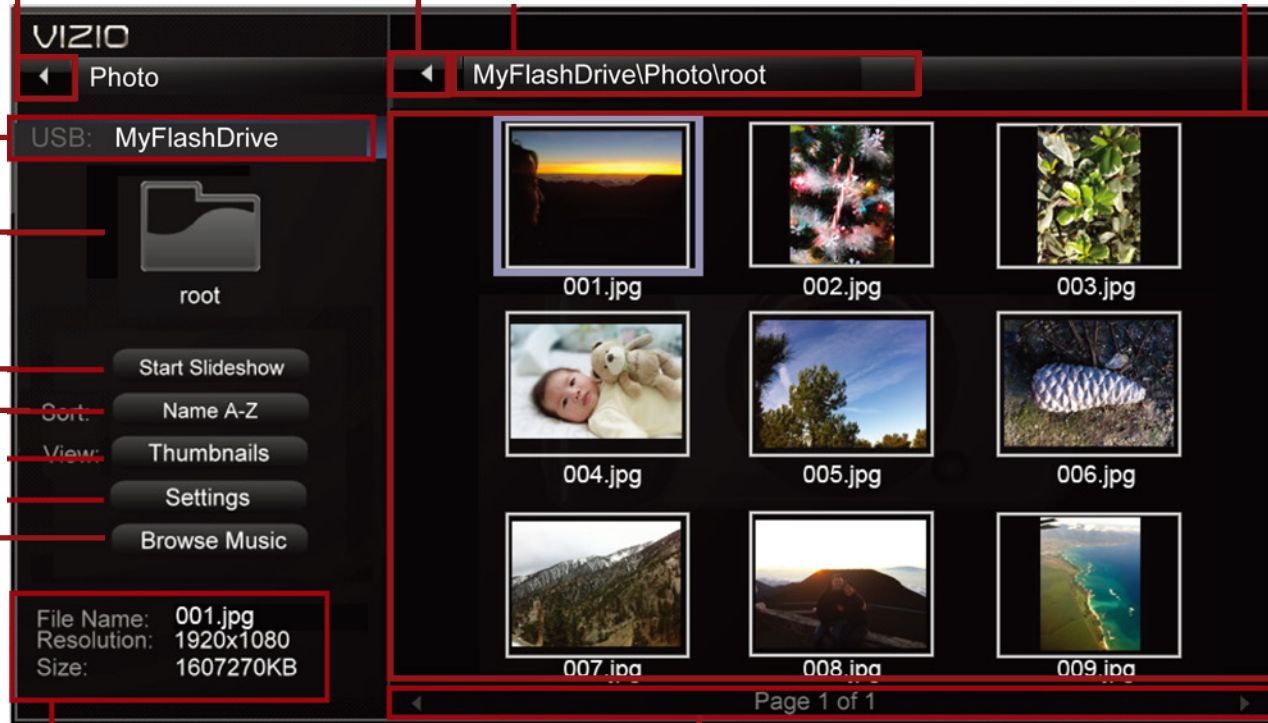 VIZIO
Photo
MyFlashDrive\Photo\root
USB: MyFlashDrive
root
Start Slideshow
Sort: Name A-Z
View: Thumbnails
Settings
Browse Music
File Name: 001.jpg
Resolution: 1920x1080
Size: 1607270KB
001.jpg 002.jpg 003.jpg
004.jpg 005.jpg 006.jpg
007.jpg 008.jpg 009.jpg
Page 1 of 1